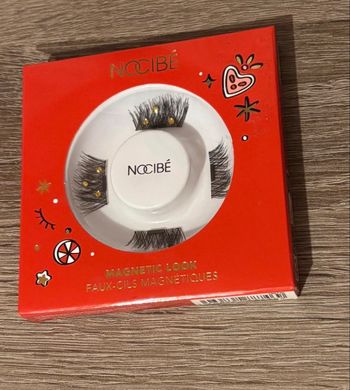 NOCIBÉ
NOCIBÉ
MAGNETIC LOOK
FAUX-CILS MAGNÉTIQUES